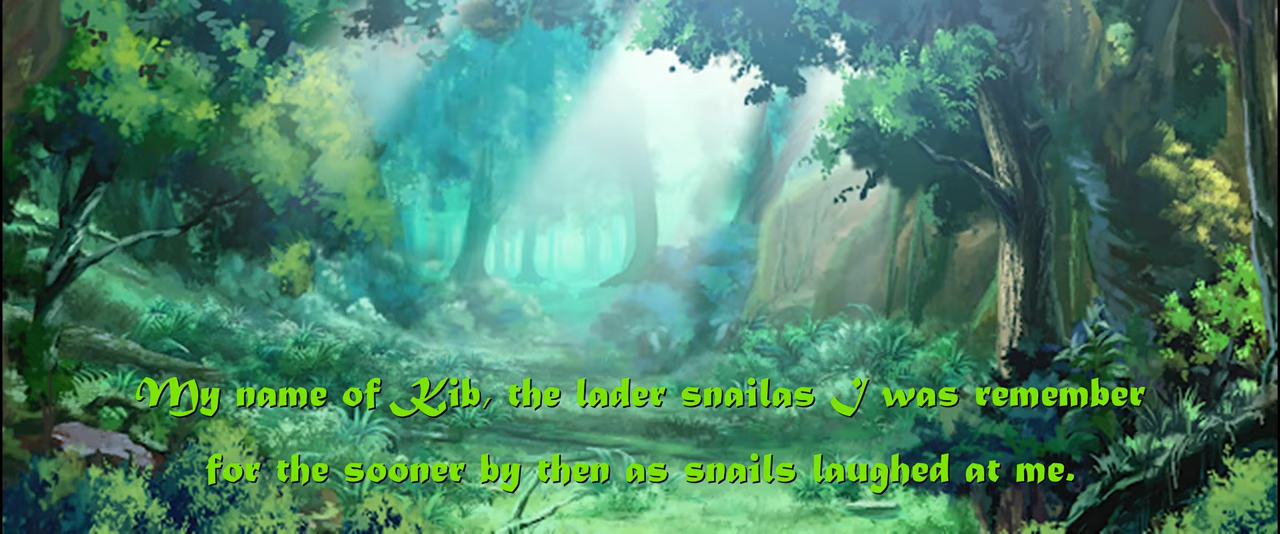 My name of Kib, the lader snailas I was remember
for the sooner by then as snails laughed at me.